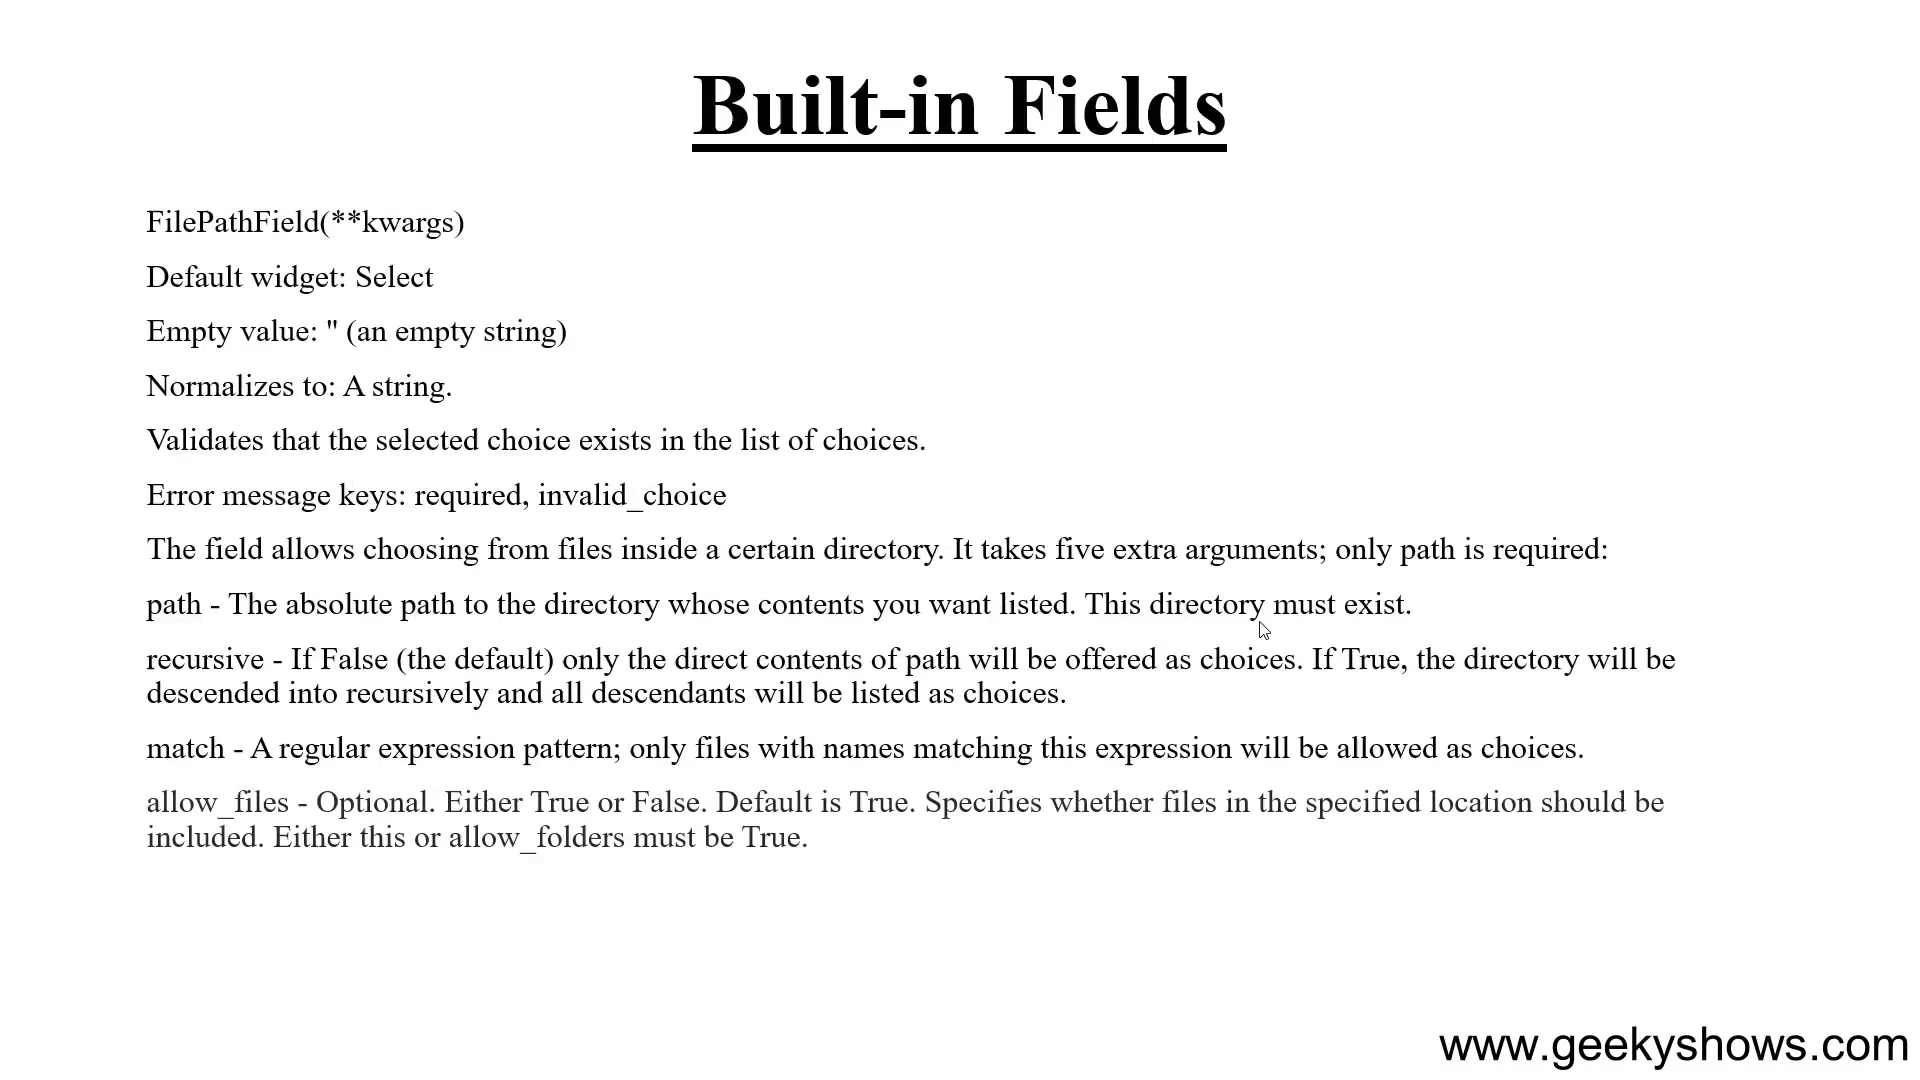 Built-in Fields
FilePathField(**kwargs)
Default widget: Select
Empty value: '' (an empty string)
Normalizes to: A string.
Validates that the selected choice exists in the list of choices.
Error message keys: required, invalid_choice
The field allows choosing from files inside a certain directory. It takes five extra arguments; only path is required:
path - The absolute path to the directory whose contents you want listed. This directory must exist.
recursive - If False (the default) only the direct contents of path will be offered as choices. If True, the directory will be
descended into recursively and all descendants will be listed as choices.
match - A regular expression pattern; only files with names matching this expression will be allowed as choices.
allow_files - Optional. Either True or False. Default is True. Specifies whether files in the specified location should be
included. Either this or allow_folders must be True.
www.geekyshows.com